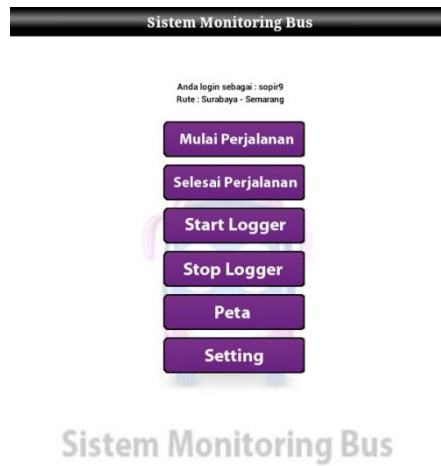 Sistem Monitoring Bus
Anda login sebagai : sopir9
Rute : Surabaya - Semarang
Mulai Perjalanan
Selesai Perjalanan
Start Logger
Stop Logger
Peta
Setting
Sistem Monitoring Bus